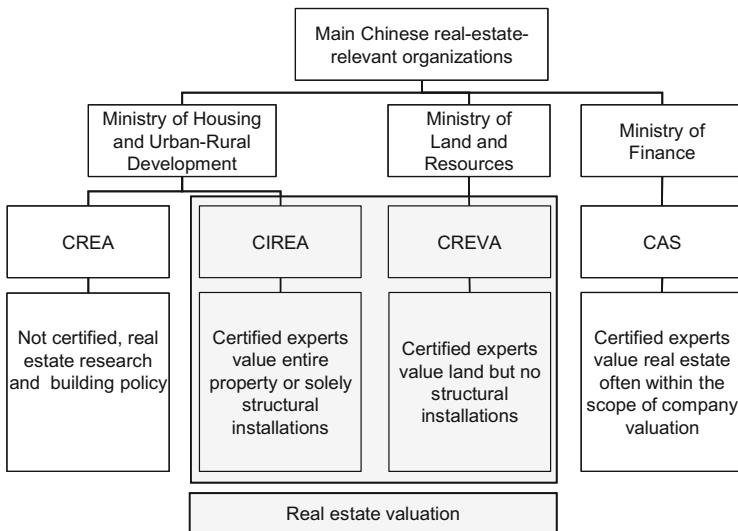 Main Chinese real-estate-
relevant organizations
Ministry of Housing
and Urban-Rural
Development
Ministry of
Land and
Resources
Ministry of
Finance
CREA
CIREA
CREVA
CAS
Not certified, real
estate research
and building policy
Certified experts
value entire
property or solely
structural
installations
Certified experts
value land but no
structural
installations
Certified experts
value real estate
often within the
scope of company
valuation
Real estate valuation